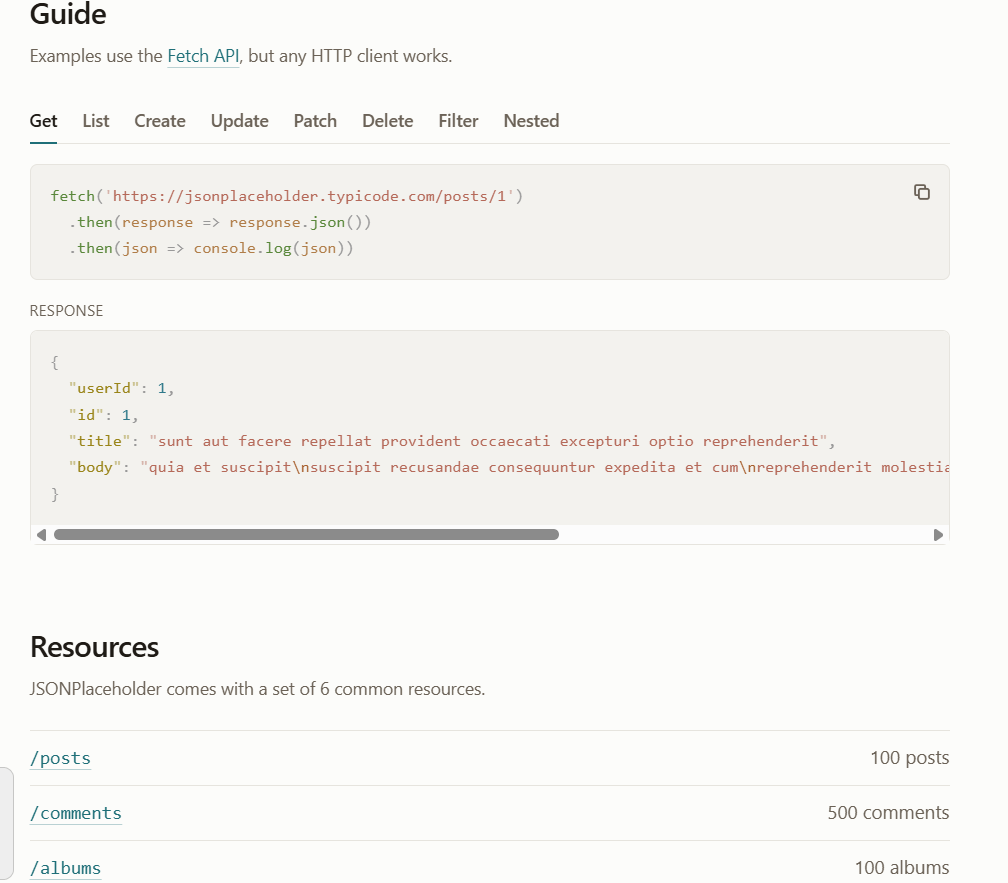 Guide
Examples use the Fetch API, but any HTTP client works.
Get List Create Update Patch Delete Filter Nested
fetch('https://jsonplaceholder.typicode.com/posts/1')
  .then(response => response.json())
  .then(json => console.log(json))
RESPONSE
{
  "userId": 1,
  "id": 1,
  "title": "sunt aut facere repellat provident occaecati excepturi optio reprehenderit",
  "body": "quia et suscipit\nsuscipit recusandae consequuntur expedita et cum\nreprehenderit molestia
}
Resources
JSONPlaceholder comes with a set of 6 common resources.
/posts 100 posts
/comments 500 comments
/albums 100 albums